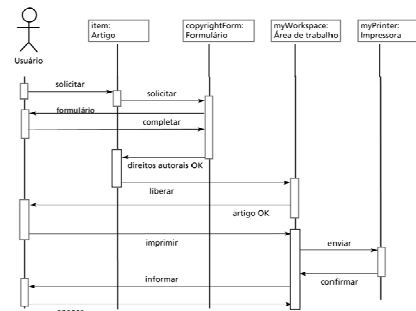 item:
Artigo
copyrightForm:
Formulário
myWorkspace:
Área de trabalho
myPrinter:
Impressora
Usuário
solicitar
solicitar
formulário
completar
direitos autorais OK
liberar
artigo OK
imprimir
enviar
informar
confirmar